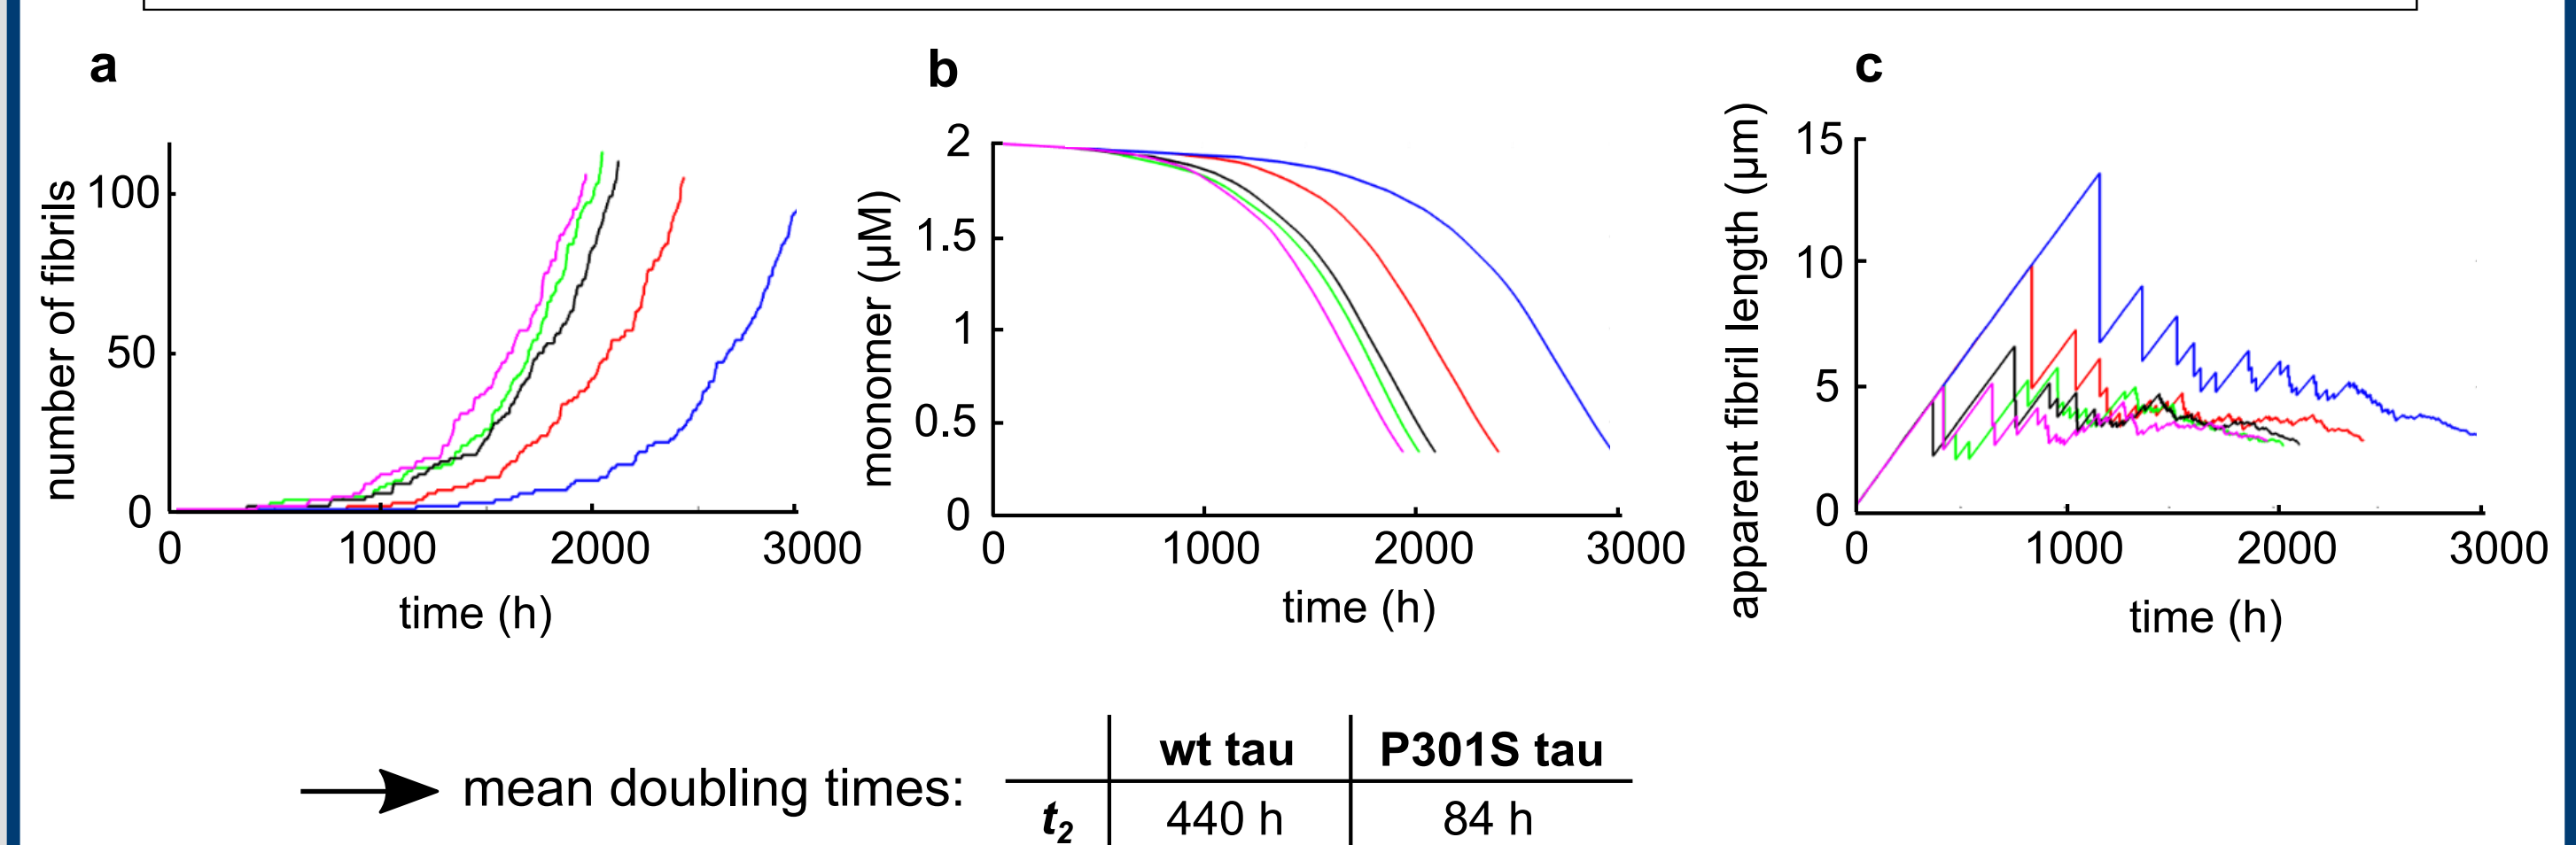 a
number of fibrils
100
50
0
0 1000 2000 3000
time (h)
b
monomer (μM)
2
1.5
1
0.5
0
0 1000 2000 3000
time (h)
c
apparent fibril length (μm)
15
10
5
0
0 1000 2000 3000
time (h)
mean doubling times:
wt tau P301S tau
t2 440 h 84 h